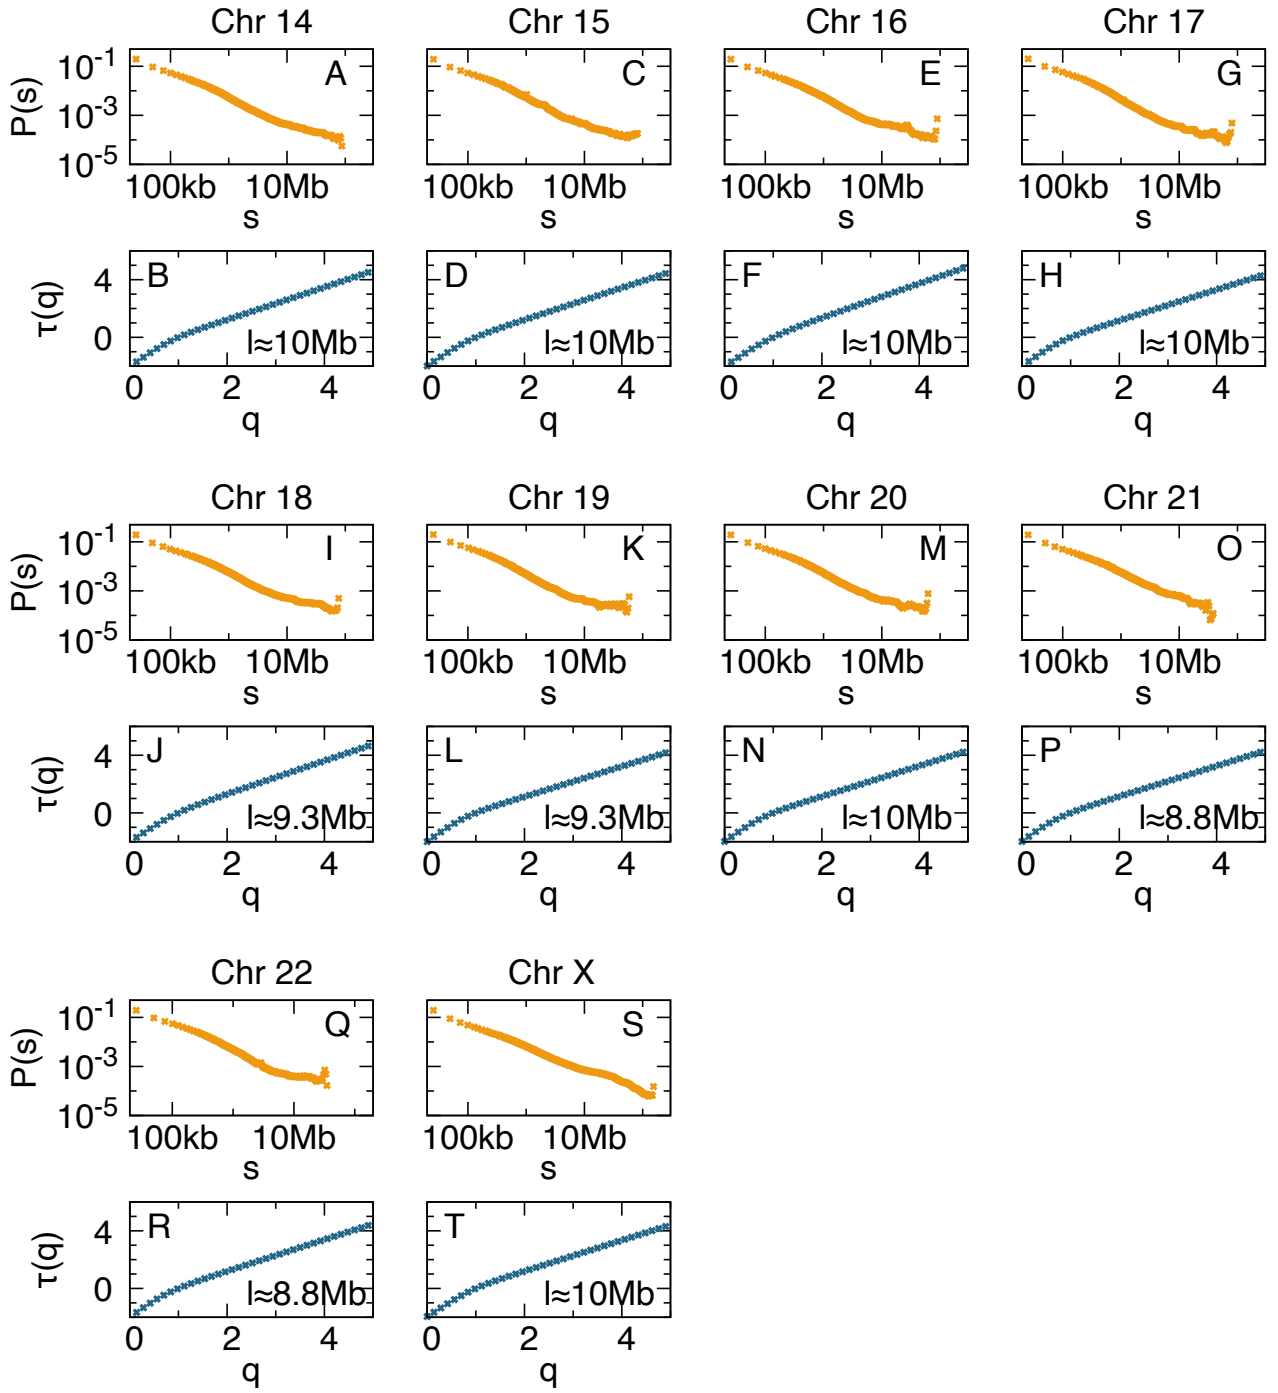 Chr 14 Chr 15 Chr 16 Chr 17
P(s) 10^-1 10^-3 10^-5 A C E G
100kb 10Mb 100kb 10Mb 100kb 10Mb 100kb 10Mb
s s s s
τ(q) 4 0 B D F H
l≈10Mb l≈10Mb l≈10Mb l≈10Mb
0 2 4 0 2 4 0 2 4 0 2 4
q q q q
Chr 18 Chr 19 Chr 20 Chr 21
P(s) 10^-1 10^-3 10^-5 I K M O
100kb 10Mb 100kb 10Mb 100kb 10Mb 100kb 10Mb
s s s s
τ(q) 4 0 J L N P
l≈9.3Mb l≈9.3Mb l≈10Mb l≈8.8Mb
0 2 4 0 2 4 0 2 4 0 2 4
q q q q
Chr 22 Chr X
P(s) 10^-1 10^-3 10^-5 Q S
100kb 10Mb 100kb 10Mb
s s
τ(q) 4 0 R T
l≈8.8Mb l≈10Mb
0 2 4 0 2 4
q q